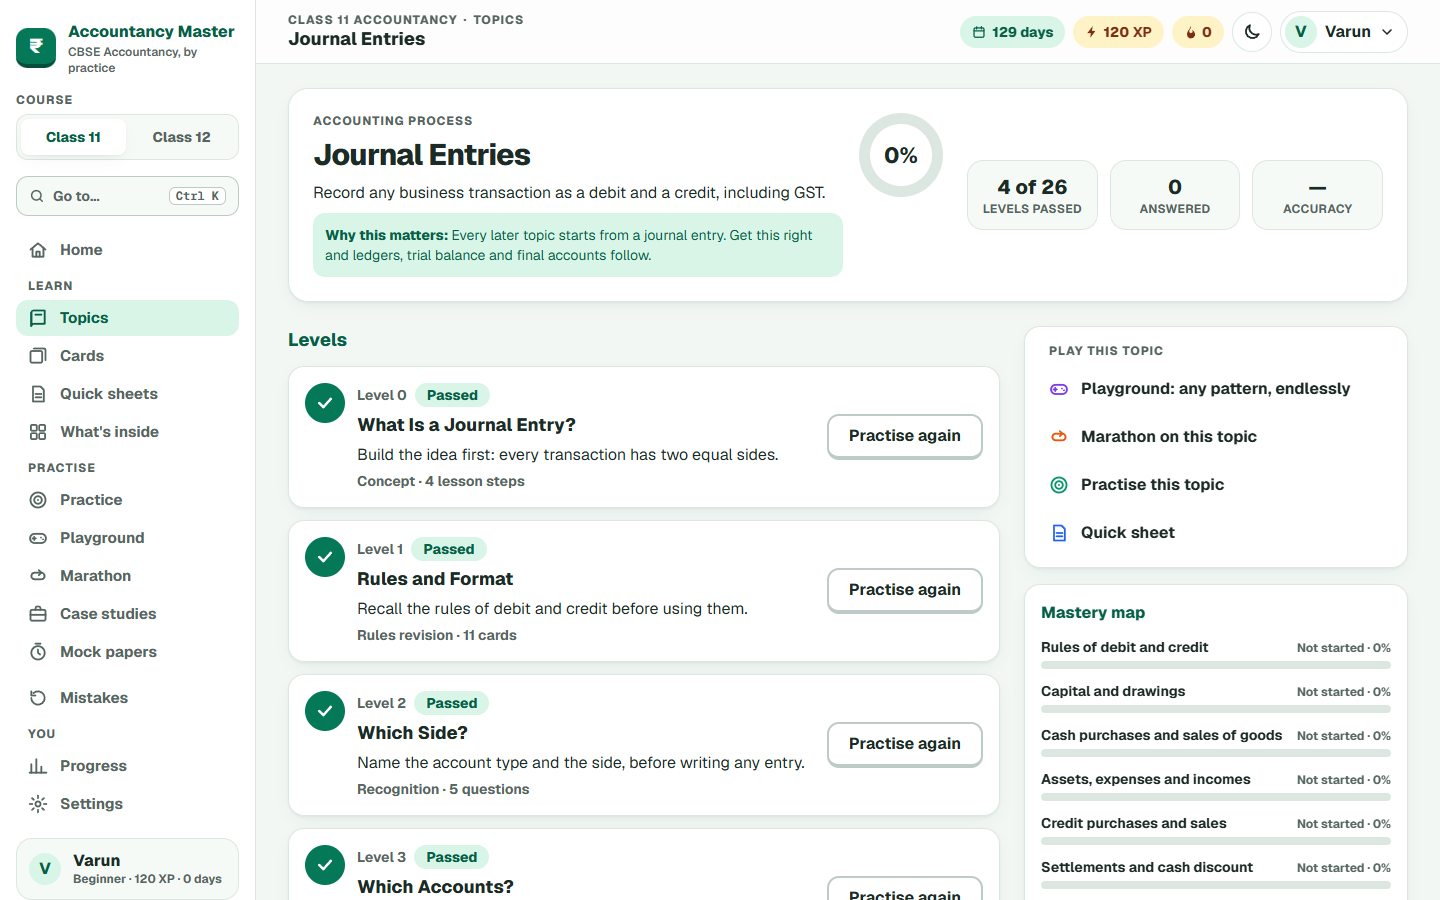 Accountancy Master
CBSE Accountancy, by
practice
COURSE
Class 11
Class 12
Go to...
Ctrl K
Home
LEARN
Topics
Cards
Quick sheets
What's inside
PRACTISE
Practice
Playground
Marathon
Case studies
Mock papers
Mistakes
YOU
Progress
Settings
V
Varun
Beginner · 120 XP · 0 days
CLASS 11 ACCOUNTANCY · TOPICS
Journal Entries
129 days
120 XP
0
V
Varun
ACCOUNTING PROCESS
Journal Entries
Record any business transaction as a debit and a credit, including GST.
Why this matters: Every later topic starts from a journal entry. Get this right
and ledgers, trial balance and final accounts follow.
0%
4 of 26
LEVELS PASSED
0
ANSWERED
—
ACCURACY
Levels
Level 0
Passed
What Is a Journal Entry?
Build the idea first: every transaction has two equal sides.
Concept · 4 lesson steps
Practise again
Level 1
Passed
Rules and Format
Recall the rules of debit and credit before using them.
Rules revision · 11 cards
Practise again
Level 2
Passed
Which Side?
Name the account type and the side, before writing any entry.
Recognition · 5 questions
Practise again
Level 3
Passed
Which Accounts?
Practise again
PLAY THIS TOPIC
Playground: any pattern, endlessly
Marathon on this topic
Practise this topic
Quick sheet
Mastery map
Rules of debit and credit
Not started · 0%
Capital and drawings
Not started · 0%
Cash purchases and sales of goods
Not started · 0%
Assets, expenses and incomes
Not started · 0%
Credit purchases and sales
Not started · 0%
Settlements and cash discount
Not started · 0%